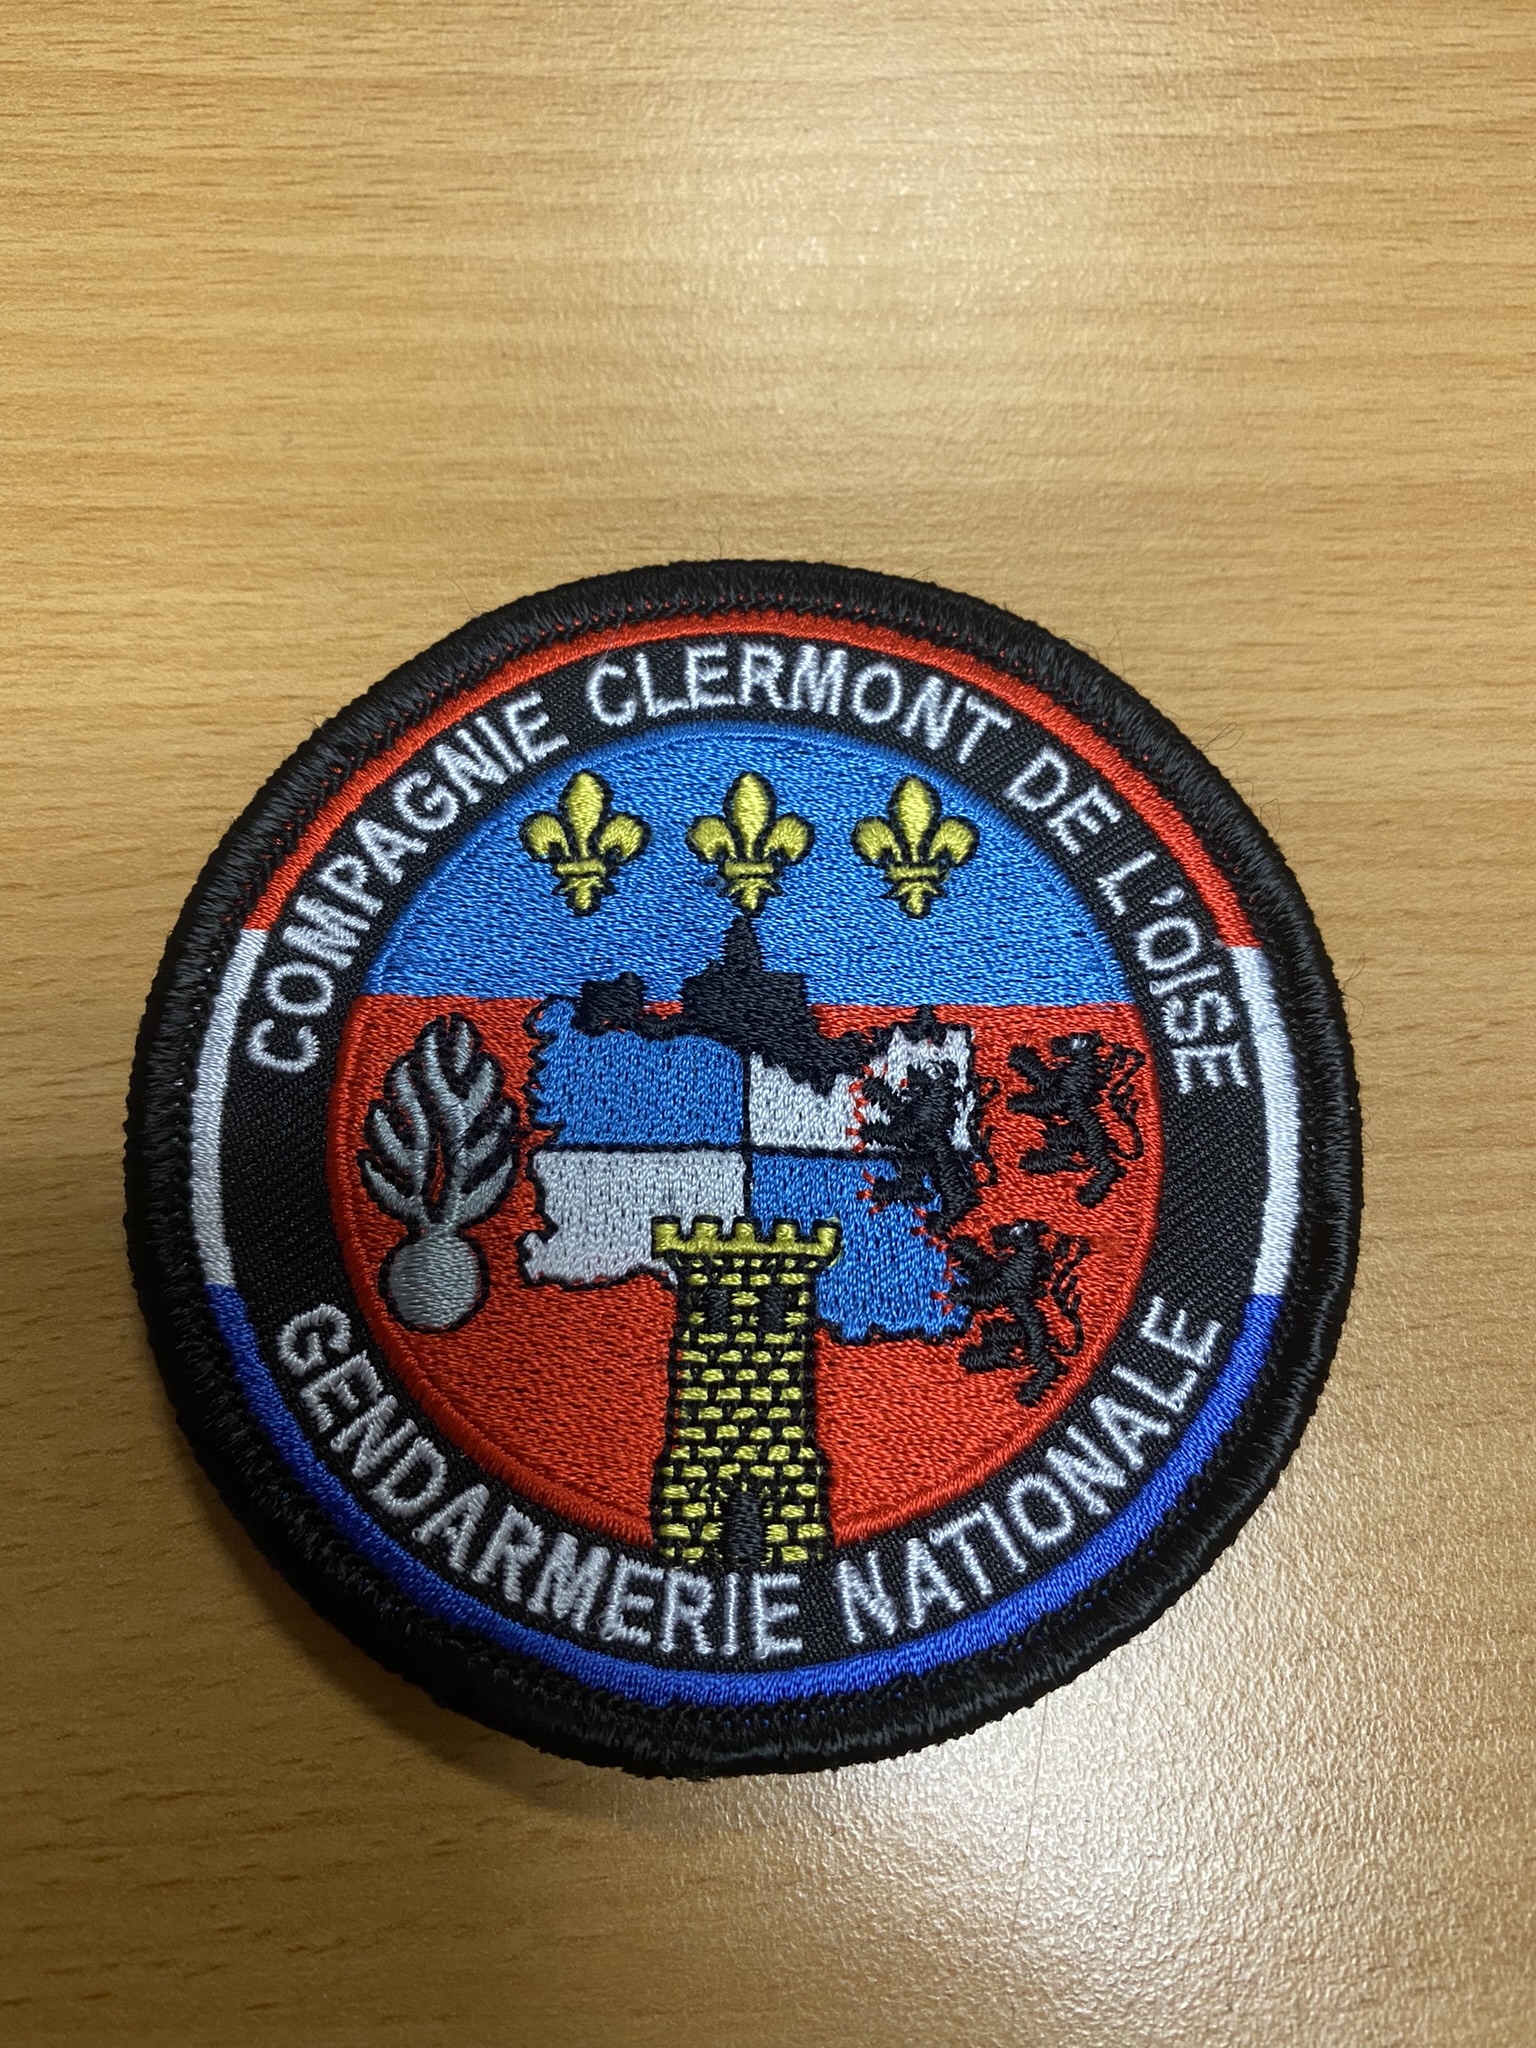 COMPAGNIE CLERMONT DE L'OISE
GENDARMERIE NATIONALE